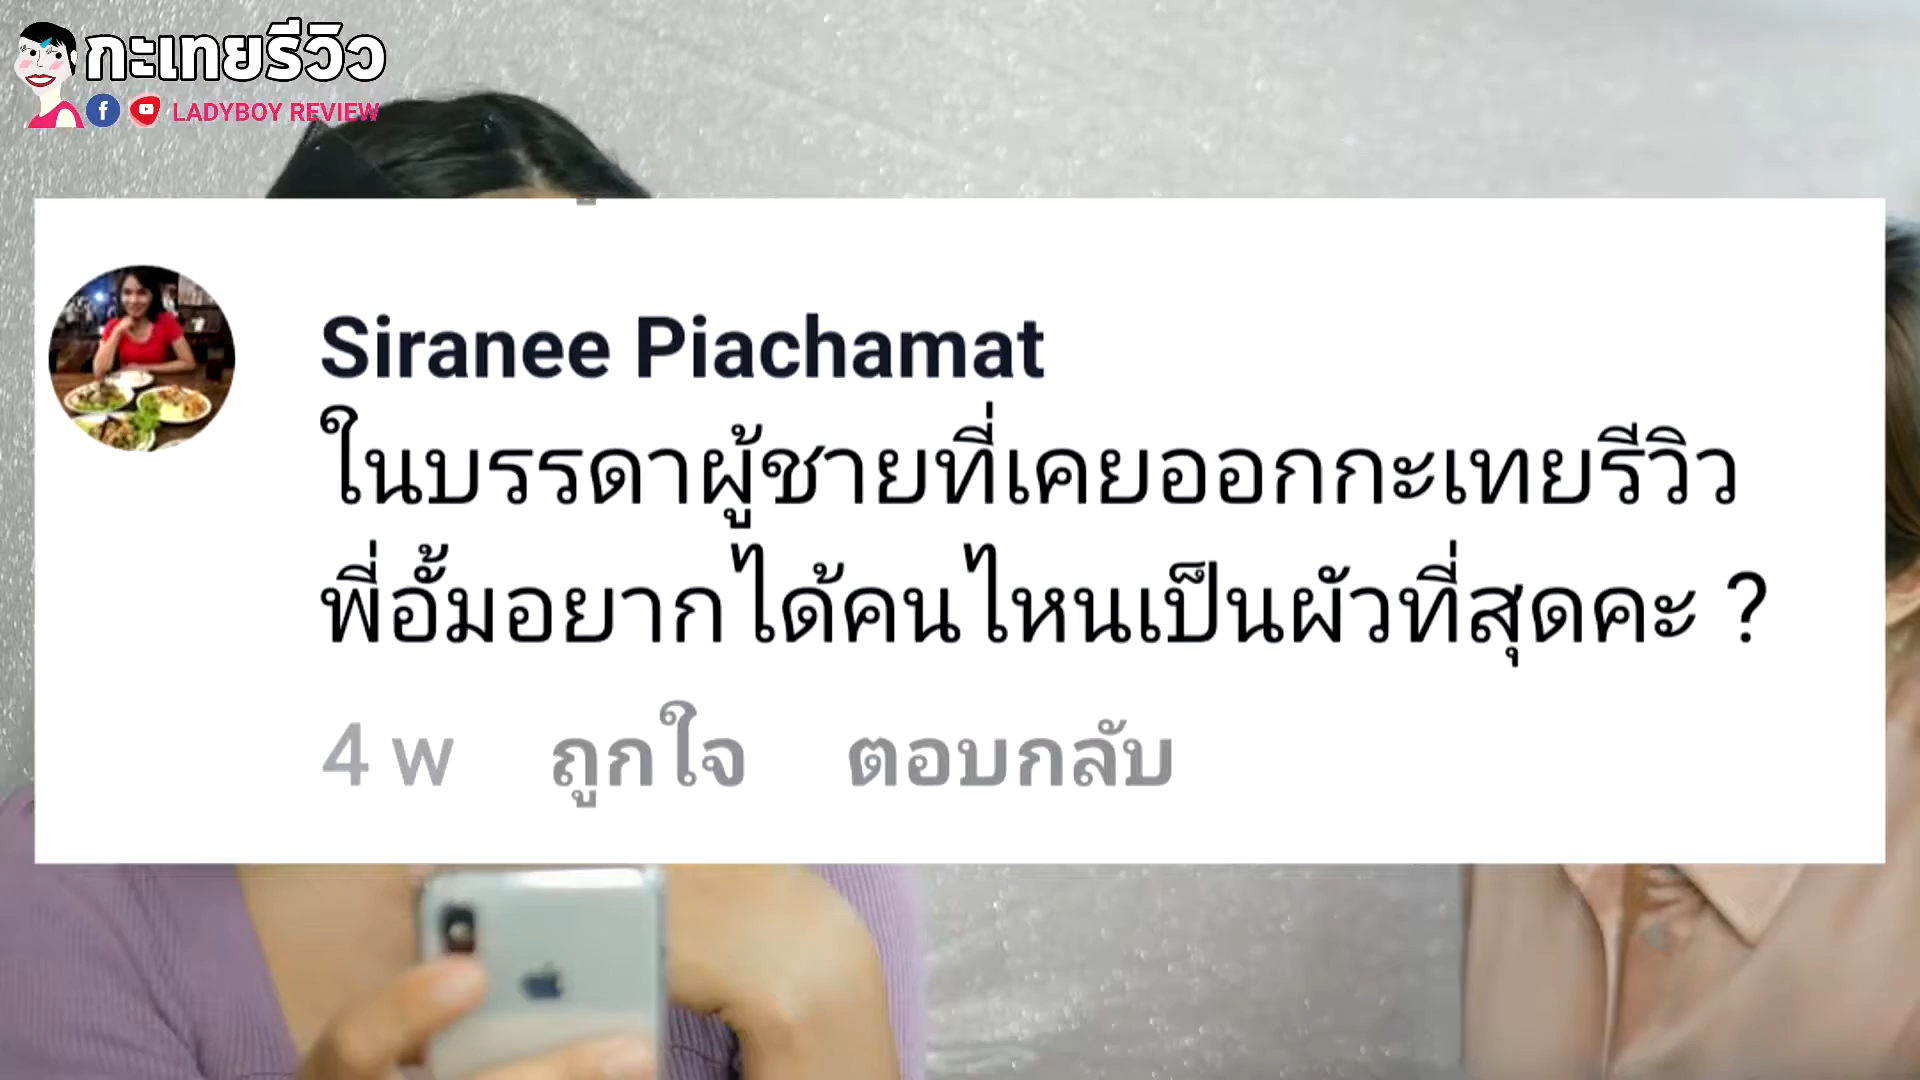 กะเทยรีวิว
LADYBOY REVIEW
Siranee Piachamat
ในบรรดาผู้ชายที่เคยออกกะเทยรีวิว
พี่อั้มอยากได้คนไหนเป็นผัวที่สุดคะ ?
4 พ ถูกใจ ตอบกลับ